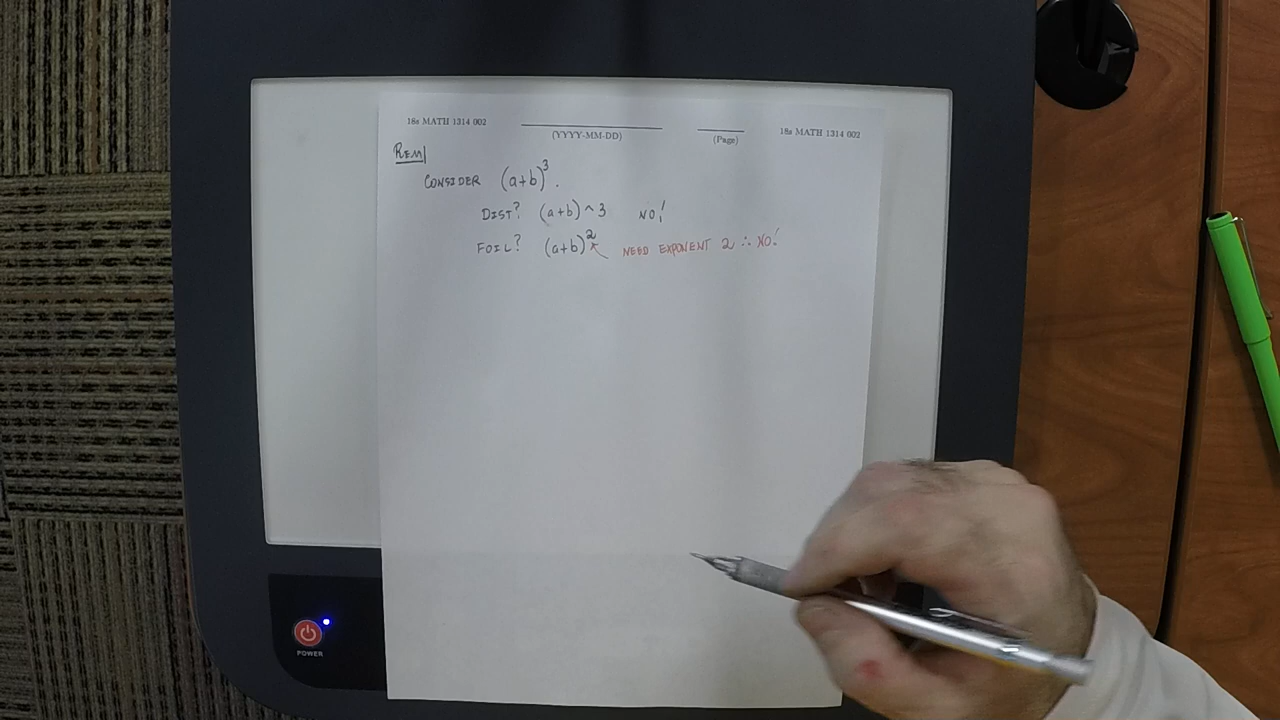 18s MATH 1314 002 (YYYY-MM-DD) (Page) 18s MATH 1314 002
REM
CONSIDER (a+b)³.
DIST? (a+b)^3 NO!
FOIL? (a+b)² NEED EXPONENT 2 ∴ NO!
POWER